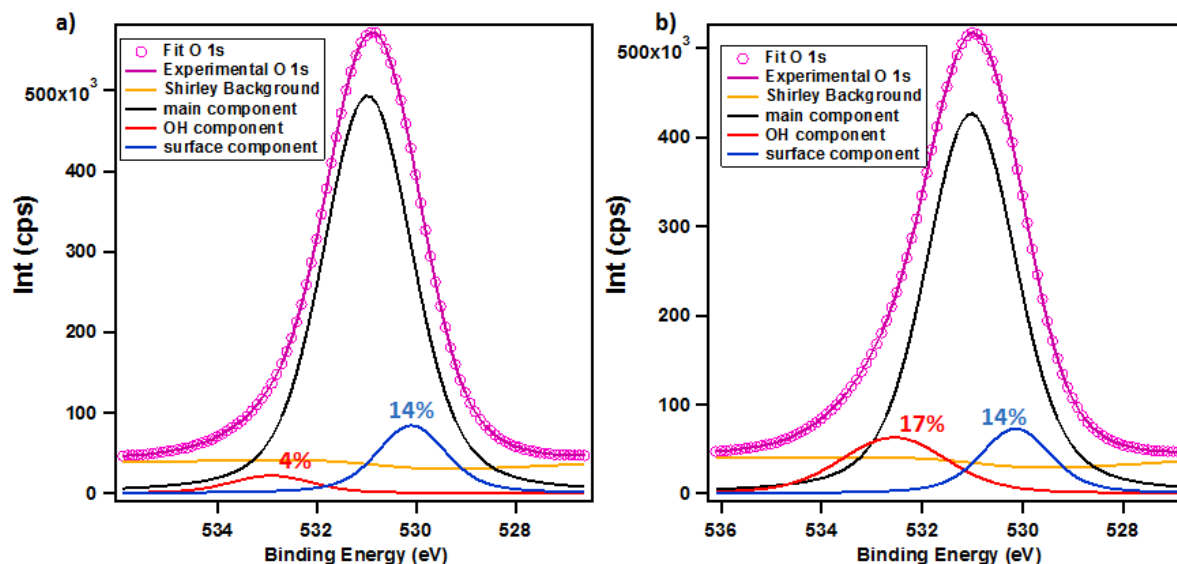 a)
Fit O 1s
Experimental O 1s
Shirley Background
main component
OH component
surface component
500x10³
400
300
200
100
0
Int (cps)
14%
4%
534
532
530
528
Binding Energy (eV)
b)
Fit O 1s
Experimental O 1s
Shirley Background
main component
OH component
surface component
500x10³
400
300
200
100
0
Int (cps)
17%
14%
536
534
532
530
528
Binding Energy (eV)